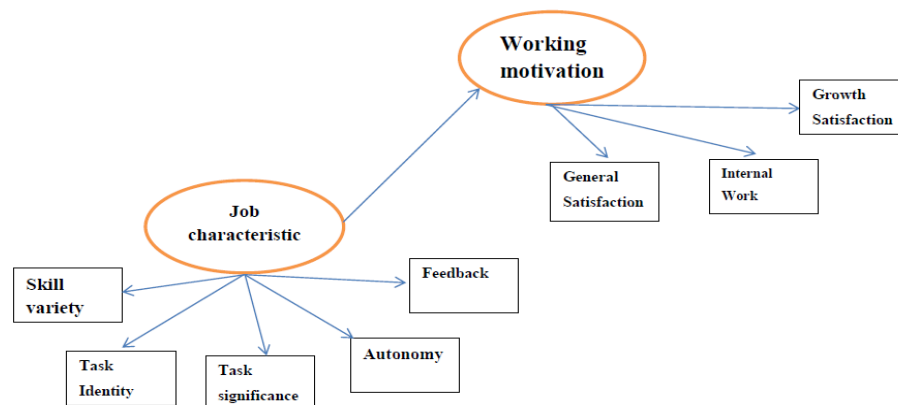 Working
motivation
Growth
Satisfaction
General
Satisfaction
Internal
Work
Job
characteristic
Feedback
Skill
variety
Autonomy
Task
Identity
Task
significance